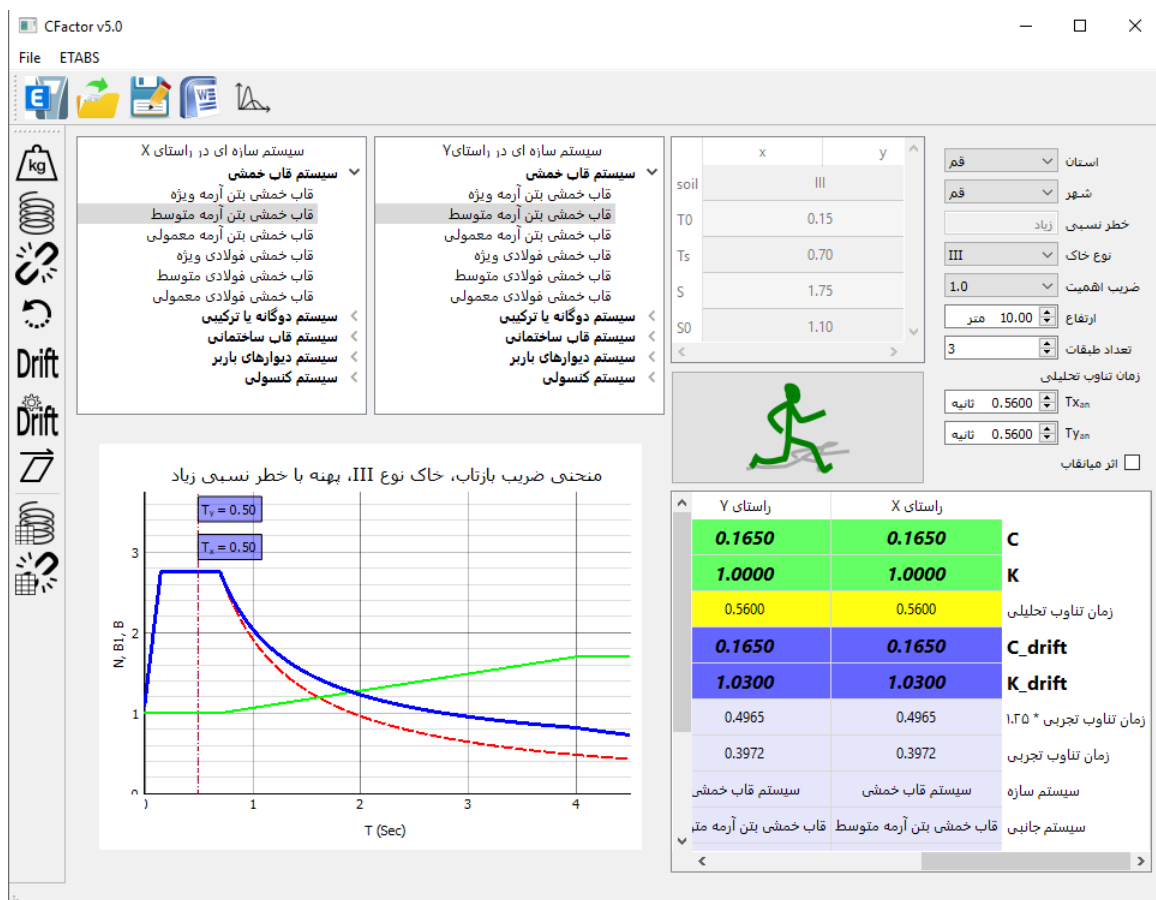 CFactor v5.0
File ETABS
E
W
kg
Drift
Drift
سیستم سازه ای در راستای X
سیستم قاب خمشی
قاب خمشی بتن آرمه ویژه
قاب خمشی بتن آرمه متوسط
قاب خمشی بتن آرمه معمولی
قاب خمشی فولادی ویژه
قاب خمشی فولادی متوسط
قاب خمشی فولادی معمولی
سیستم دوگانه یا ترکیبی
سیستم قاب ساختمانی
سیستم دیوارهای باربر
سیستم کنسولی
سیستم سازه ای در راستایY
سیستم قاب خمشی
قاب خمشی بتن آرمه ویژه
قاب خمشی بتن آرمه متوسط
قاب خمشی بتن آرمه معمولی
قاب خمشی فولادی ویژه
قاب خمشی فولادی متوسط
قاب خمشی فولادی معمولی
سیستم دوگانه یا ترکیبی
سیستم قاب ساختمانی
سیستم دیوارهای باربر
سیستم کنسولی
x y
soil III
T0 0.15
Ts 0.70
S 1.75
S0 1.10
استان قم
شهر قم
خطر نسبی زیاد
نوع خاک III
ضریب اهمیت 1.0
ارتفاع 10.00 متر
تعداد طبقات 3
زمان تناوب تحلیلی
Txan 0.5600 ثانیه
Tyan 0.5600 ثانیه
اثر میانقاب
منحنی ضریب بازتاب، خاک نوع III، پهنه با خطر نسبی زیاد
Ty = 0.50
Tx = 0.50
3
2
1
0
N, B1, B
0 1 2 3 4
T (Sec)
راستای X راستای Y
C 0.1650 0.1650
K 1.0000 1.0000
زمان تناوب تحلیلی 0.5600 0.5600
C_drift 0.1650 0.1650
K_drift 1.0300 1.0300
زمان تناوب تجربی * ۱.۲۵ 0.4965 0.4965
زمان تناوب تجربی 0.3972 0.3972
سیستم سازه سیستم قاب خمشی سیستم قاب خمشی
سیستم جانبی قاب خمشی بتن آرمه متوسط قاب خمشی بتن آرمه